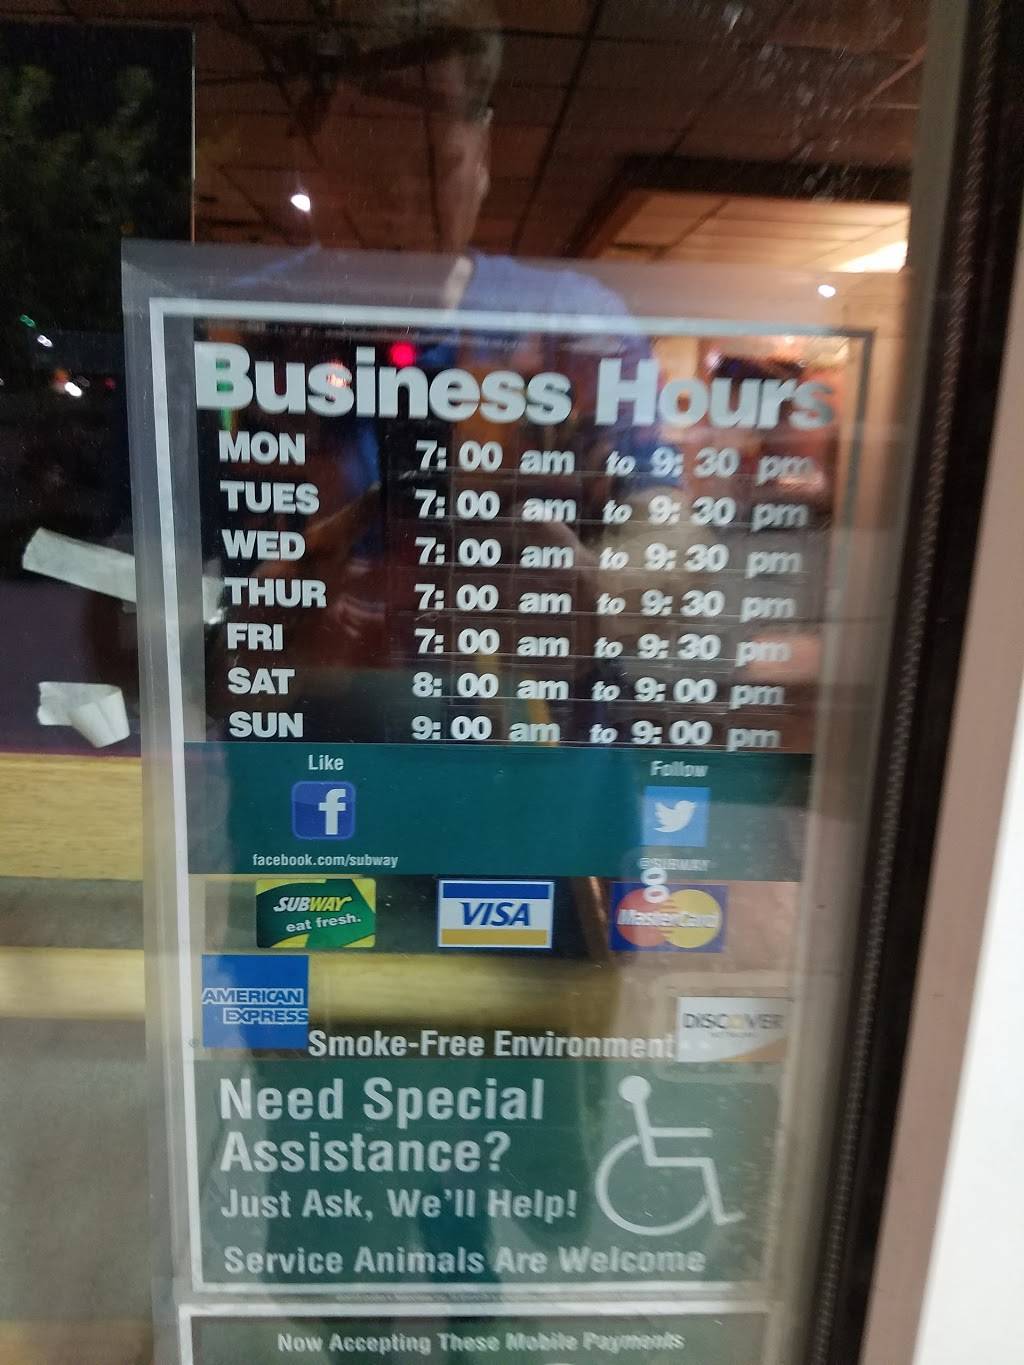 Business Hours
MON 7:00 am to 9:30 pm
TUES 7:00 am to 9:30 pm
WED 7:00 am to 9:30 pm
THUR 7:00 am to 9:30 pm
FRI 7:00 am to 9:30 pm
SAT 8:00 am to 9:00 pm
SUN 9:00 am to 9:00 pm
Like Follow
f
facebook.com/subway @SUBWAY
SUBWAY
eat fresh.
VISA
MasterCard
AMERICAN
EXPRESS
DISCOVER
Smoke-Free Environment
Need Special
Assistance?
Just Ask, We'll Help!
Service Animals Are Welcome
Now Accepting These Mobile Payments